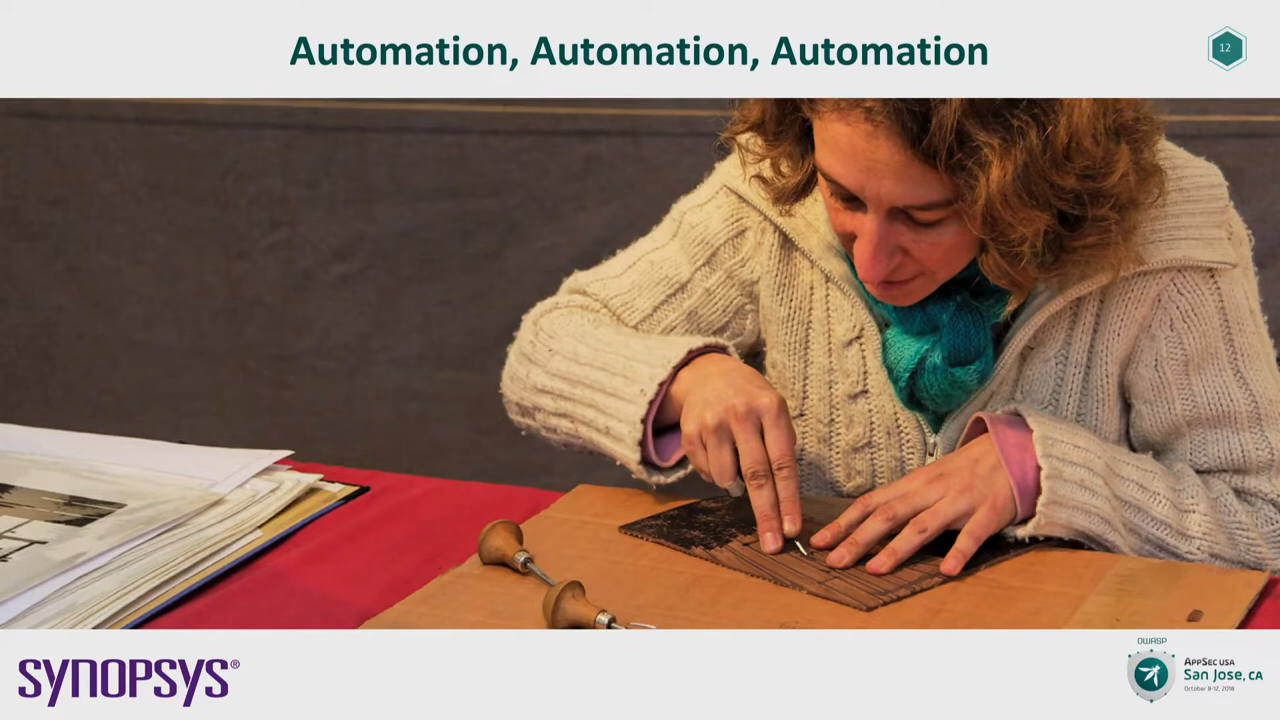 Automation, Automation, Automation
12
SYNOPSYS®
OWASP
AppSec USA
San Jose, CA
October 8-12, 2018